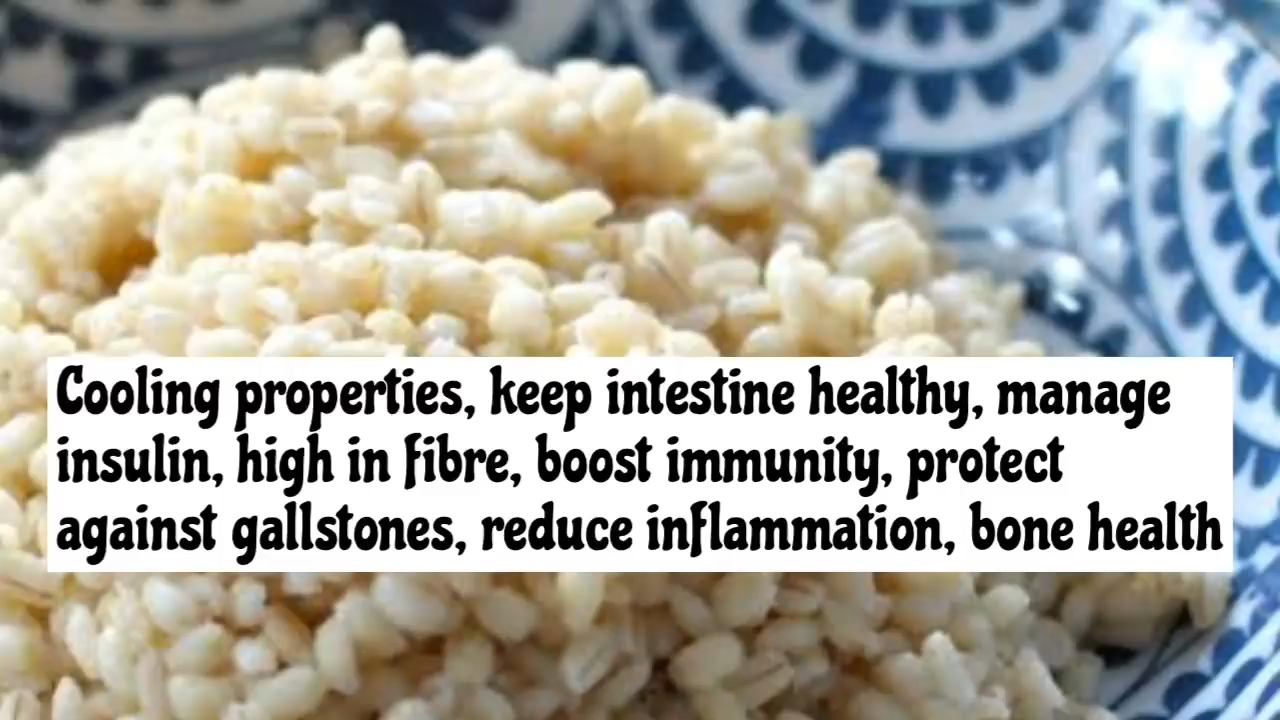 Cooling properties, keep intestine healthy, manage
insulin, high in fibre, boost immunity, protect
against gallstones, reduce inflammation, bone health